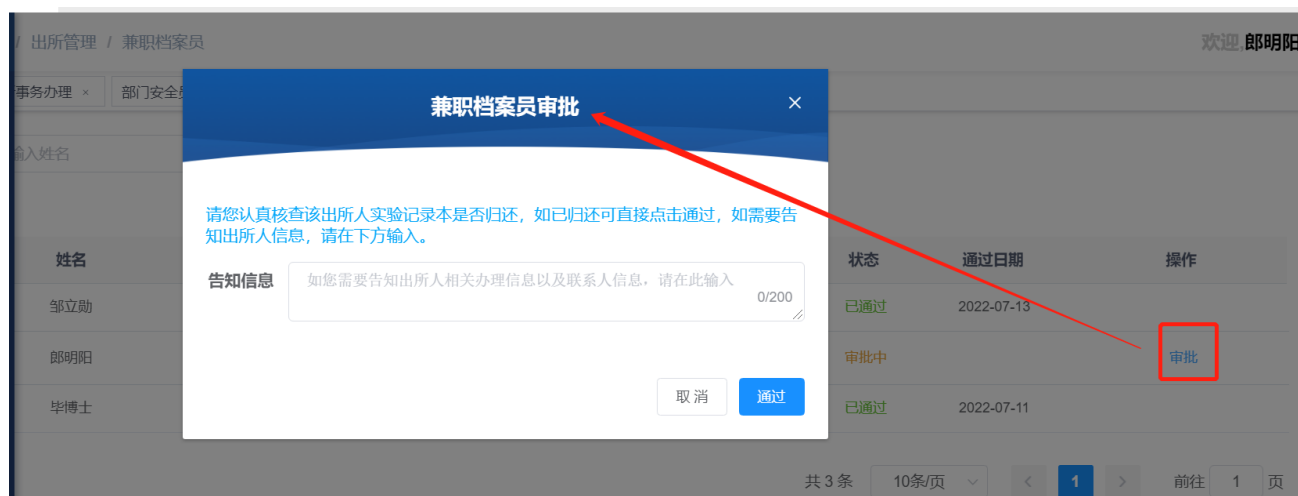 / 出所管理 / 兼职档案员
欢迎,郎明阳
事务办理 ×
部门安全
兼职档案员审批
×
输入姓名
请您认真核查该出所人实验记录本是否归还，如已归还可直接点击通过，如需要告
知出所人信息，请在下方输入。
告知信息
如您需要告知出所人相关办理信息以及联系人信息，请在此输入
0/200
姓名
状态
通过日期
操作
邹立勋
已通过
2022-07-13
郎明阳
审批中
审批
毕博士
已通过
2022-07-11
取消
通过
共 3 条
10条/页
<
1
>
前往
1
页